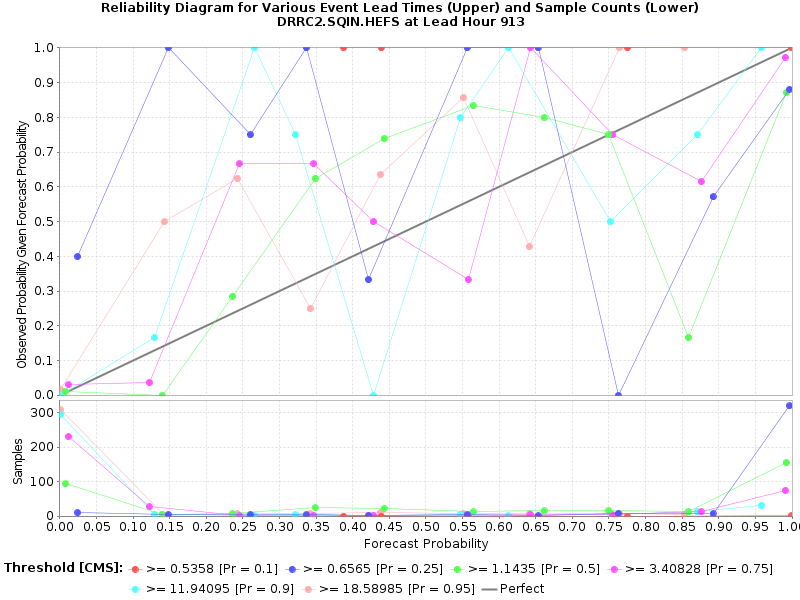 Reliability Diagram for Various Event Lead Times (Upper) and Sample Counts (Lower)
DRRC2.SQIN.HEFS at Lead Hour 913
Observed Probability Given Forecast Probability
1.0
0.9
0.8
0.7
0.6
0.5
0.4
0.3
0.2
0.1
0.0
Samples
300
200
100
0
0.00 0.05 0.10 0.15 0.20 0.25 0.30 0.35 0.40 0.45 0.50 0.55 0.60 0.65 0.70 0.75 0.80 0.85 0.90 0.95 1.0
Forecast Probability
Threshold [CMS]: >= 0.5358 [Pr = 0.1] >= 0.6565 [Pr = 0.25] >= 1.1435 [Pr = 0.5] >= 3.40828 [Pr = 0.75]
>= 11.94095 [Pr = 0.9] >= 18.58985 [Pr = 0.95] Perfect